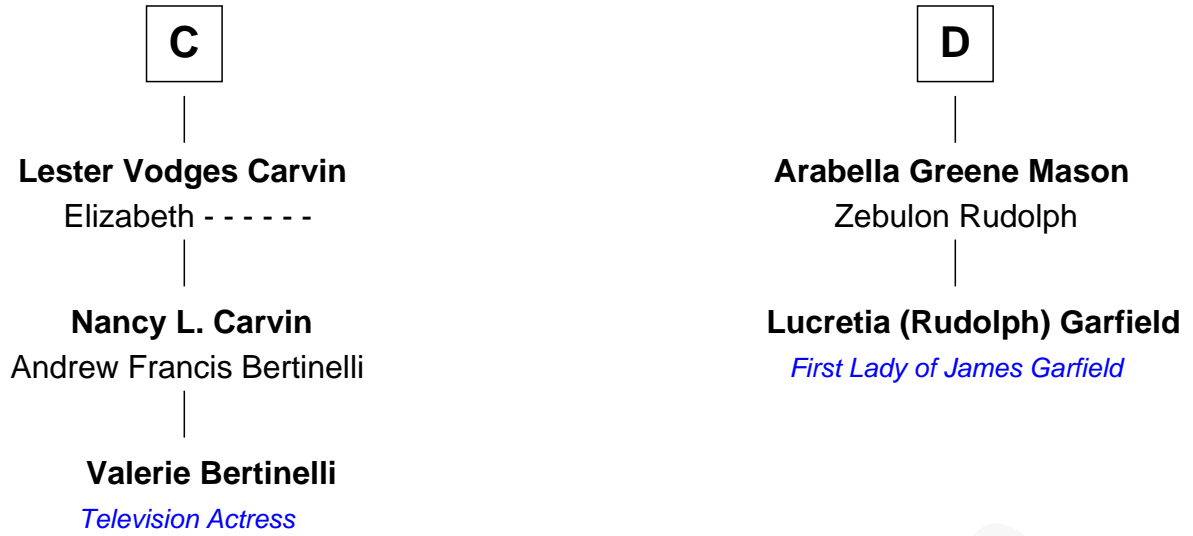 C
Lester Vodges Carvin
Elizabeth - - - - - -
Nancy L. Carvin
Andrew Francis Bertinelli
Valerie Bertinelli
Television Actress
D
Arabella Greene Mason
Zebulon Rudolph
Lucretia (Rudolph) Garfield
First Lady of James Garfield